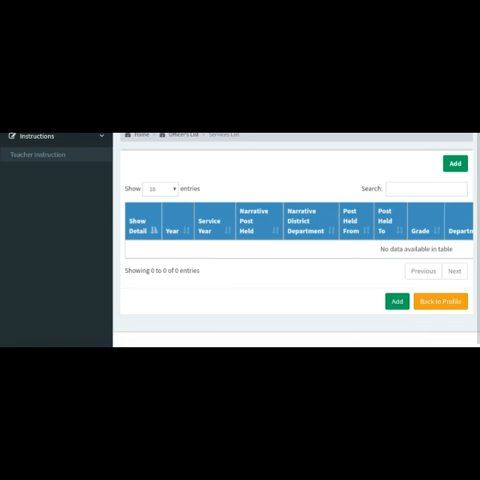 Instructions
Home Officer's List Services List
Teacher Instruction
Add
Show 10 entries Search:
Show Detail Year Service Year Narrative Post Held Narrative District Department Post Held From Post Held To Grade Departm
No data available in table
Showing 0 to 0 of 0 entries Previous Next
Add Back to Profile